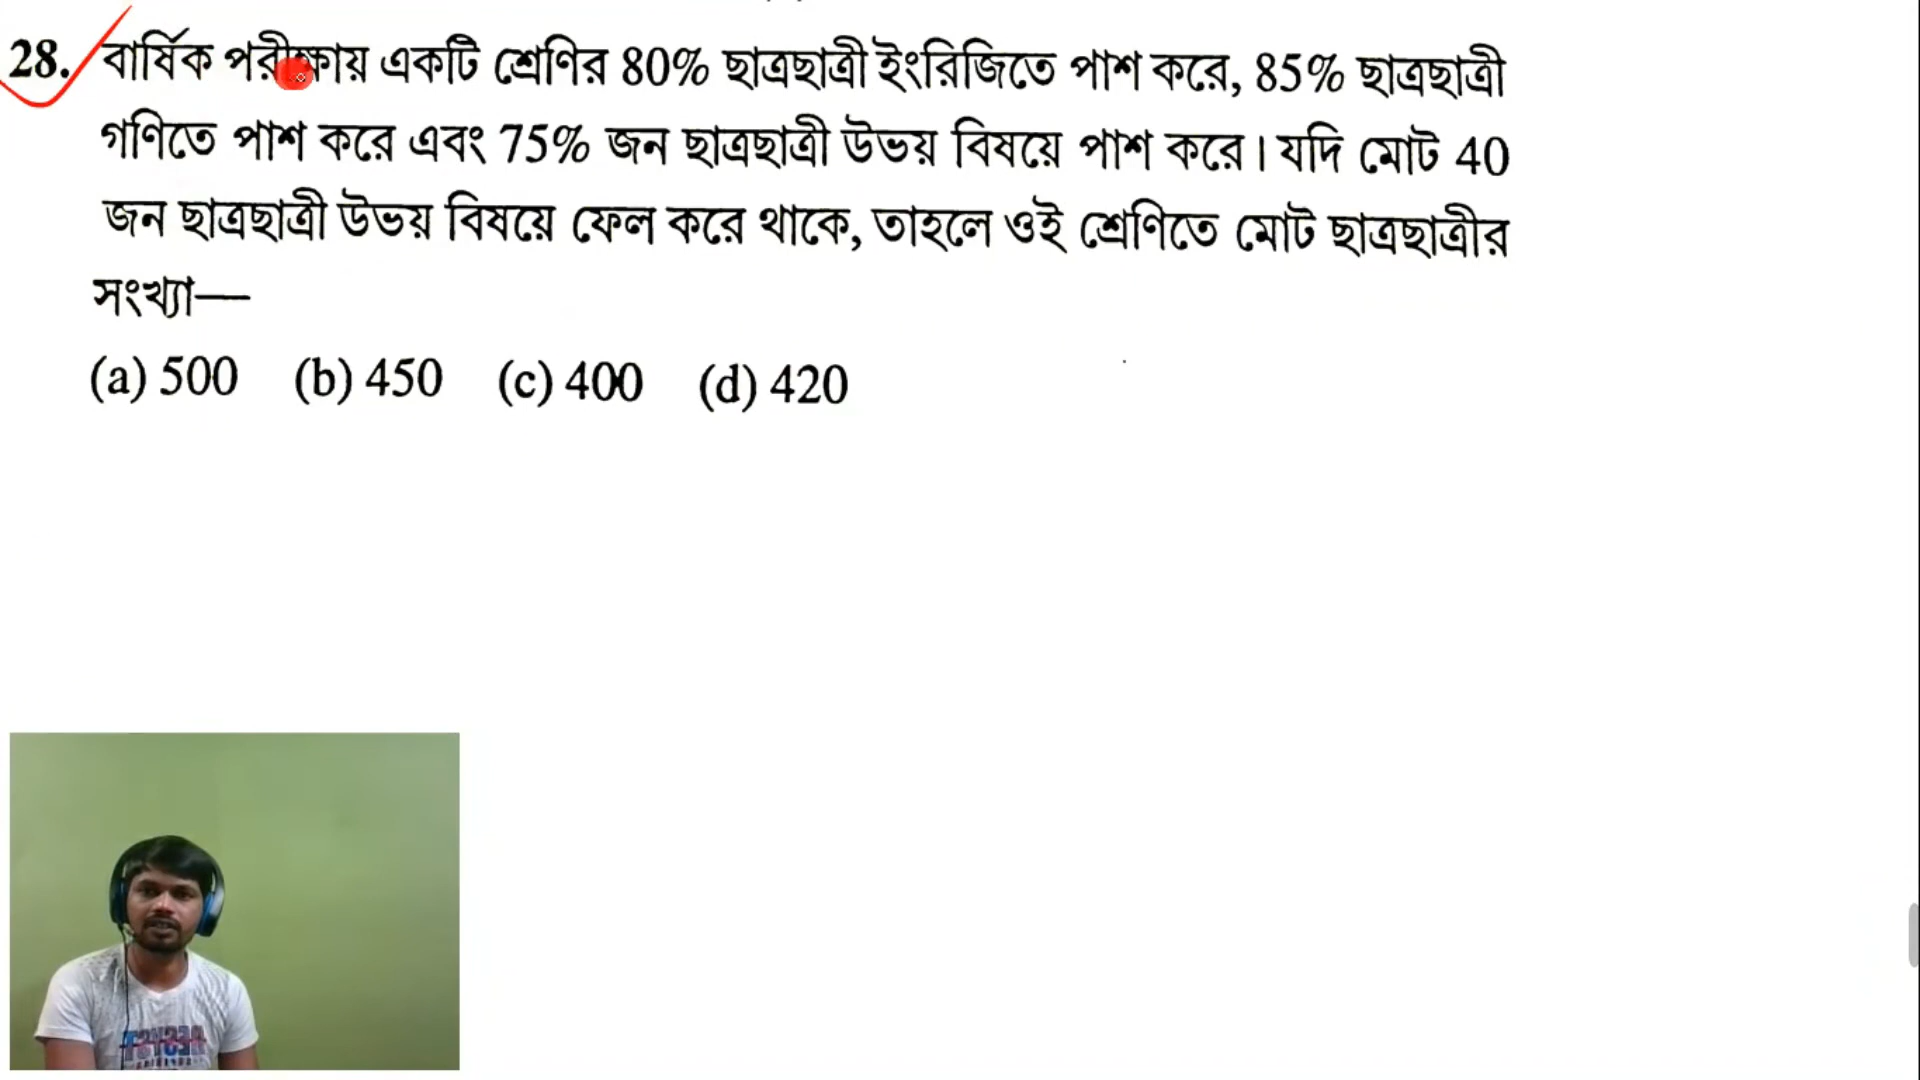 28. বার্ষিক পরীক্ষায় একটি শ্রেণির 80% ছাত্রছাত্রী ইংরিজিতে পাশ করে, 85% ছাত্রছাত্রী
গণিতে পাশ করে এবং 75% জন ছাত্রছাত্রী উভয় বিষয়ে পাশ করে। যদি মোট 40
জন ছাত্রছাত্রী উভয় বিষয়ে ফেল করে থাকে, তাহলে ওই শ্রেণিতে মোট ছাত্রছাত্রীর
সংখ্যা—
(a) 500 (b) 450 (c) 400 (d) 420